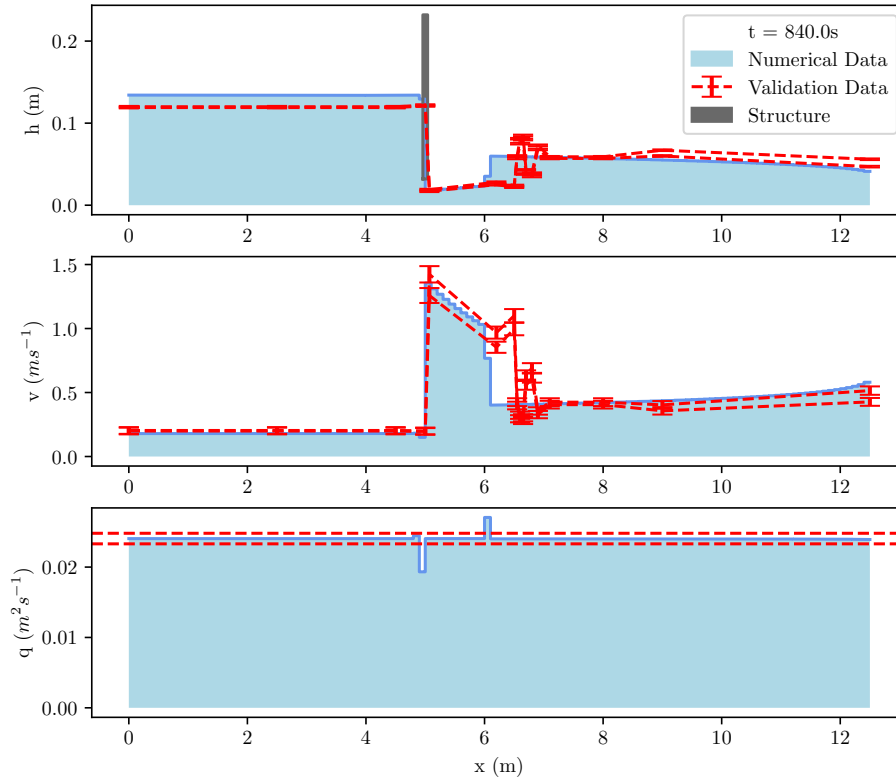 t = 840.0s
Numerical Data
Validation Data
Structure
h (m)
0.2
0.1
0.0
0 2 4 6 8 10 12
v (ms⁻¹)
1.5
1.0
0.5
0.0
0 2 4 6 8 10 12
q (m²s⁻¹)
0.02
0.01
0.00
0 2 4 6 8 10 12
x (m)